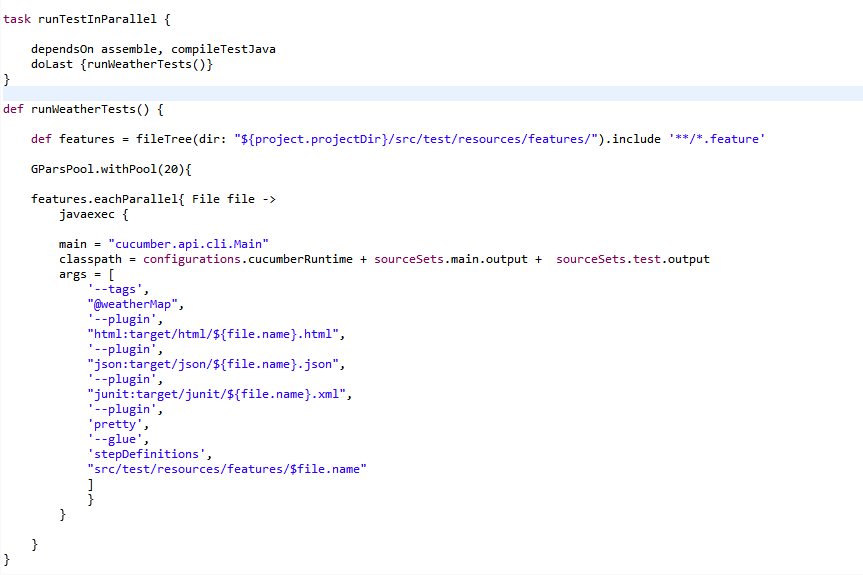 task runTestInParallel {
    dependsOn assemble, compileTestJava
    doLast {runWeatherTests()}
}
def runWeatherTests() {
    def features = fileTree(dir: "${project.projectDir}/src/test/resources/features/").include '**/*.feature'
    GParsPool.withPool(20){
    features.eachParallel{ File file ->
        javaexec {
        main = "cucumber.api.cli.Main"
        classpath = configurations.cucumberRuntime + sourceSets.main.output +  sourceSets.test.output
        args = [
            '--tags',
            "@weatherMap",
            '--plugin',
            "html:target/html/${file.name}.html",
            '--plugin',
            "json:target/json/${file.name}.json",
            '--plugin',
            "junit:target/junit/${file.name}.xml",
            '--plugin',
            'pretty',
            '--glue',
            'stepDefinitions',
            "src/test/resources/features/$file.name"
            ]
            }
        }
    }
}